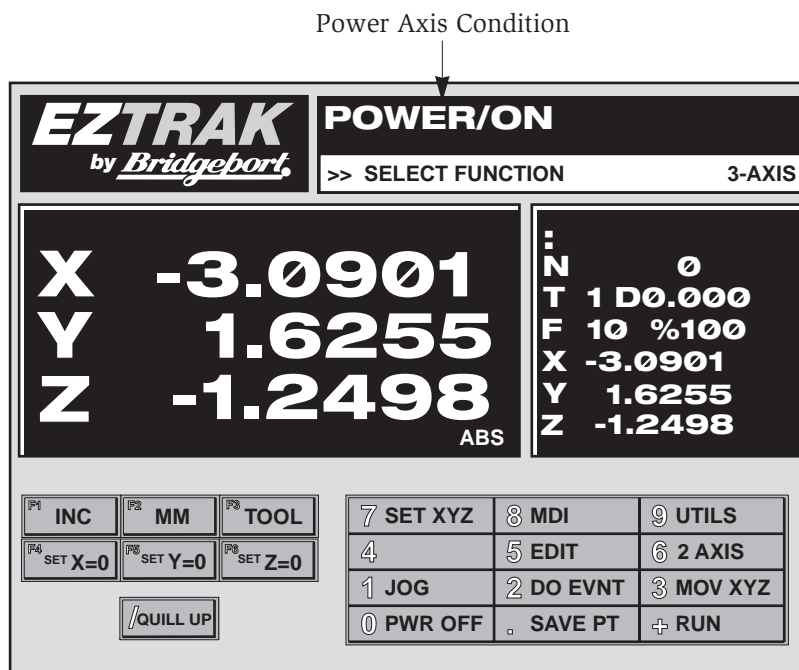 Power Axis Condition
EZTRAK
by Bridgeport
POWER/ON
>> SELECT FUNCTION 3-AXIS
X -3.0901
Y 1.6255
Z -1.2498
ABS
:
N 0
T 1 D0.000
F 10 %100
X -3.0901
Y 1.6255
Z -1.2498
F1 INC F2 MM F3 TOOL
F4 SET X=0 F5 SET Y=0 F6 SET Z=0
/QUILL UP
7 SET XYZ 8 MDI 9 UTILS
4 5 EDIT 6 2 AXIS
1 JOG 2 DO EVNT 3 MOV XYZ
0 PWR OFF . SAVE PT + RUN